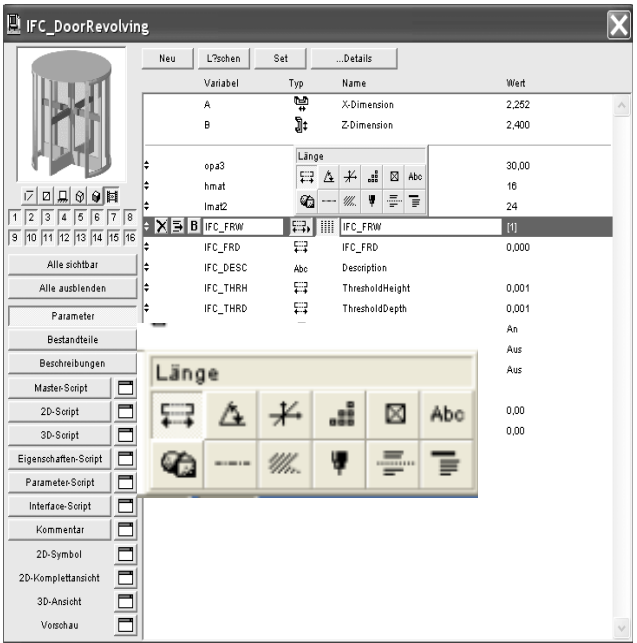 IFC_DoorRevolving
Neu L?schen Set ...Details
Variabel Typ Name Wert
A X-Dimension 2,252
B Z-Dimension 2,400
Länge
opa3 30,00
Abc
hmat 16
lmat2 24
B IFC_FRW IFC_FRW [1]
IFC_FRD IFC_FRD 0,000
IFC_DESC Abc Description
IFC_THRH ThresholdHeight 0,001
IFC_THRD ThresholdDepth 0,001
An
Aus
Aus
0,00
0,00
Länge
Abc
1 2 3 4 5 6 7 8
9 10 11 12 13 14 15 16
Alle sichtbar
Alle ausblenden
Parameter
Bestandteile
Beschreibungen
Master-Script
2D-Script
3D-Script
Eigenschaften-Script
Parameter-Script
Interface-Script
Kommentar
2D-Symbol
2D-Komplettansicht
3D-Ansicht
Vorschau